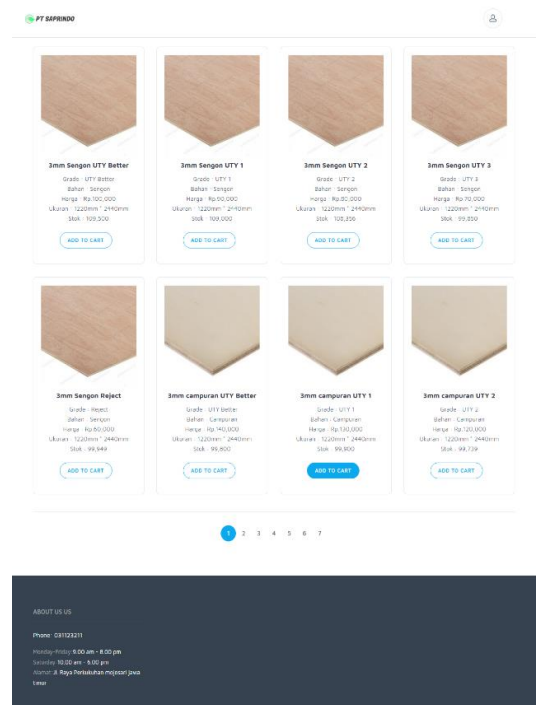 PT SAPRINDO
3mm Sengon UTY Better
Grade : UTY Better
Bahan : Sengon
Harga : Rp.100,000
Ukuran : 1220mm * 2440mm
Stok : 109,500
ADD TO CART
3mm Sengon UTY 1
Grade : UTY 1
Bahan : Sengon
Harga : Rp.90,000
Ukuran : 1220mm * 2440mm
Stok : 109,000
ADD TO CART
3mm Sengon UTY 2
Grade : UTY 2
Bahan : Sengon
Harga : Rp.80,000
Ukuran : 1220mm * 2440mm
Stok :
ADD TO CART
3mm Sengon UTY 3
Grade : UTY 3
Bahan : Sengon
Harga : Rp.70,000
Ukuran : 1220mm * 2440mm
Stok : 99,850
ADD TO CART
3mm Sengon Reject
Grade : Reject
Bahan : Sengon
Harga : Rp.60,000
Ukuran : 1220mm * 2440mm
Stok : 99,949
ADD TO CART
3mm campuran UTY Better
Grade : UTY Better
Bahan : Campuran
Harga : Rp.140,000
Ukuran : 1220mm * 2440mm
Stok : 99,800
ADD TO CART
3mm campuran UTY 1
Grade : UTY 1
Bahan : Campuran
Harga : Rp.130,000
Ukuran : 1220mm * 2440mm
Stok : 99,900
ADD TO CART
3mm campuran UTY 2
Grade : UTY 2
Bahan : Campuran
Harga : Rp.120,000
Ukuran : 1220mm * 2440mm
Stok : 99,739
ADD TO CART
1 2 3 4 5 6 7
ABOUT US US
Phone: 031123211
Monday-Friday 9.00 am - 8.00 pm
Saturday 10.00 am - 6.00 pm
Alamat: Jl. Raya Perkukuhan mojosari jawa
timur